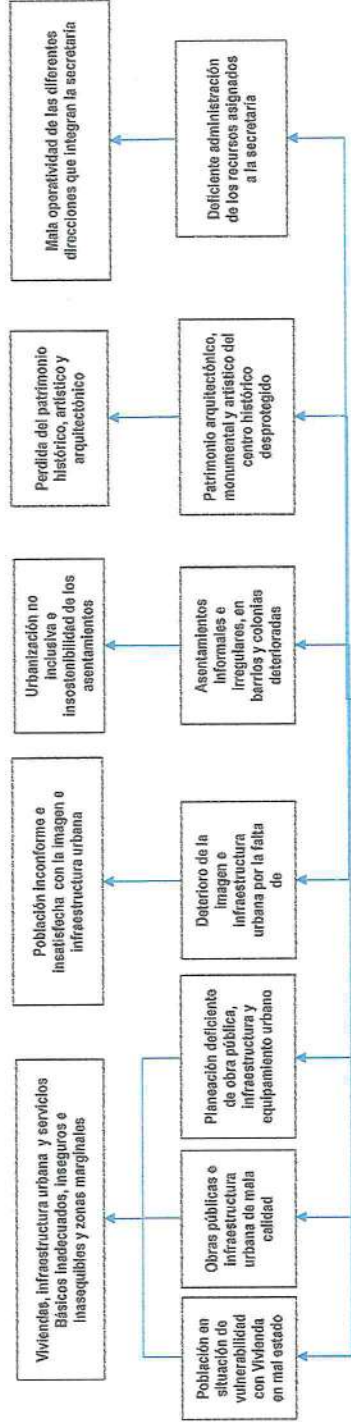 Viviendas, infraestructura urbana y servicios
Básicos inadecuados, inseguros e
inasequibles y zonas marginales
Población Inconforme e
insatisfecha con la imagen e
infraestructura urbana
Urbanización no
inclusiva e
insostenibilidad de los
asentamientos
Perdida del patrimonio
histórico, artístico y
arquitectónico
Mala operatividad de las diferentes
direcciones que integran la secretaría
Población en
situación de
vulnerabilidad
con Vivienda
en mal estado
Obras públicas e
Infraestructura
urbana de mala
calidad
Planeación deficiente
de obra pública,
infraestructura y
equipamiento urbano
Deterioro de la
imagen e
Infraestructura
urbana por la falta
de
Asentamientos
Informales e
Irregulares, en
barrios y colonias
deterioradas
Patrimonio arquitectónico,
monumental y artístico del
centro histórico
desprotegido
Deficiente administración
de los recursos asignados
a la secretaría